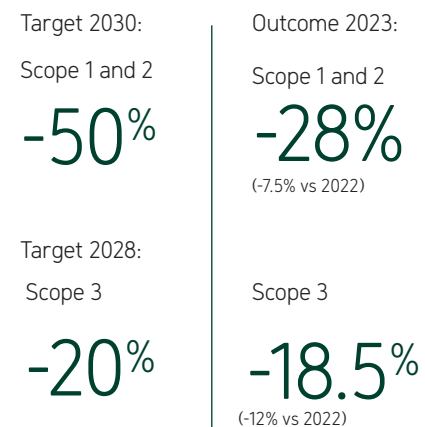 Target 2030:
Scope 1 and 2
-50%
Target 2028:
Scope 3
-20%
Outcome 2023:
Scope 1 and 2
-28%
(-7.5% vs 2022)
Scope 3
-18.5%
(-12% vs 2022)